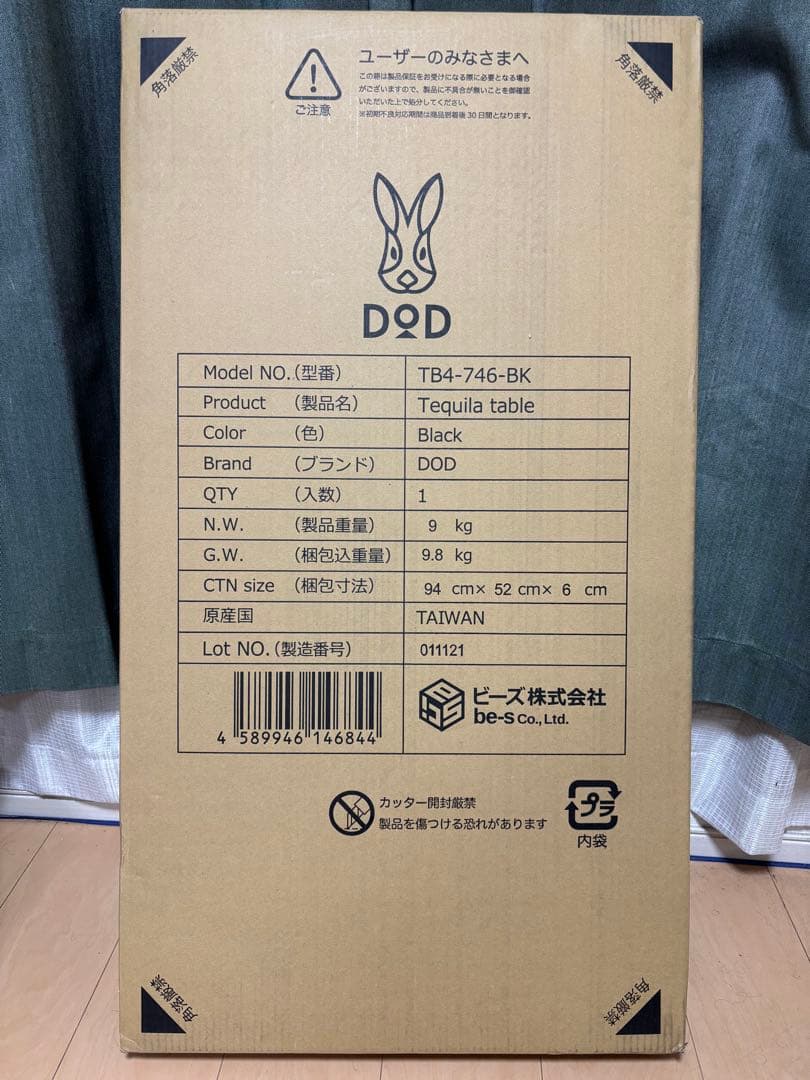 角落厳禁
角落厳禁
ユーザーのみなさまへ
この箱は製品保証をお受けになる際に必要となる場合
がございますので、製品に不具合が無いことを御確認
いただいた上で処分してください。
※初期不良対応期間は商品到着後30日間となります。
ご注意
DOD
Model NO.(型番) TB4-746-BK
Product (製品名) Tequila table
Color (色) Black
Brand (ブランド) DOD
QTY (入数) 1
N.W. (製品重量) 9 kg
G.W. (梱包込重量) 9.8 kg
CTN size (梱包寸法) 94 cm× 52 cm× 6 cm
原産国 TAIWAN
Lot NO.(製造番号) 011121
4 589946 146844
ビーズ株式会社
be-s Co., Ltd.
カッター開封厳禁
製品を傷つける恐れがあります
プラ
内袋
角落厳禁
角落厳禁